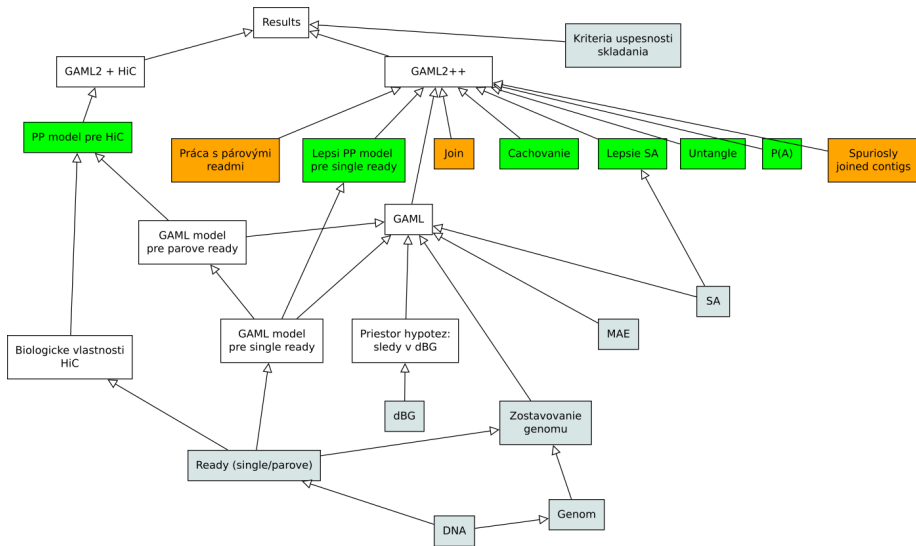 Results
Kriteria uspesnosti
skladania
GAML2 + HiC
GAML2++
PP model pre HiC
Práca s párovými
readmi
Lepsi PP model
pre single ready
Join
Cachovanie
Lepsie SA
Untangle
P(A)
Spuriosly
joined contigs
GAML model
pre parove ready
GAML
SA
Biologicke vlastnosti
HiC
GAML model
pre single ready
Priestor hypotez:
sledy v dBG
MAE
dBG
Zostavovanie
genomu
Ready (single/parove)
DNA
Genom